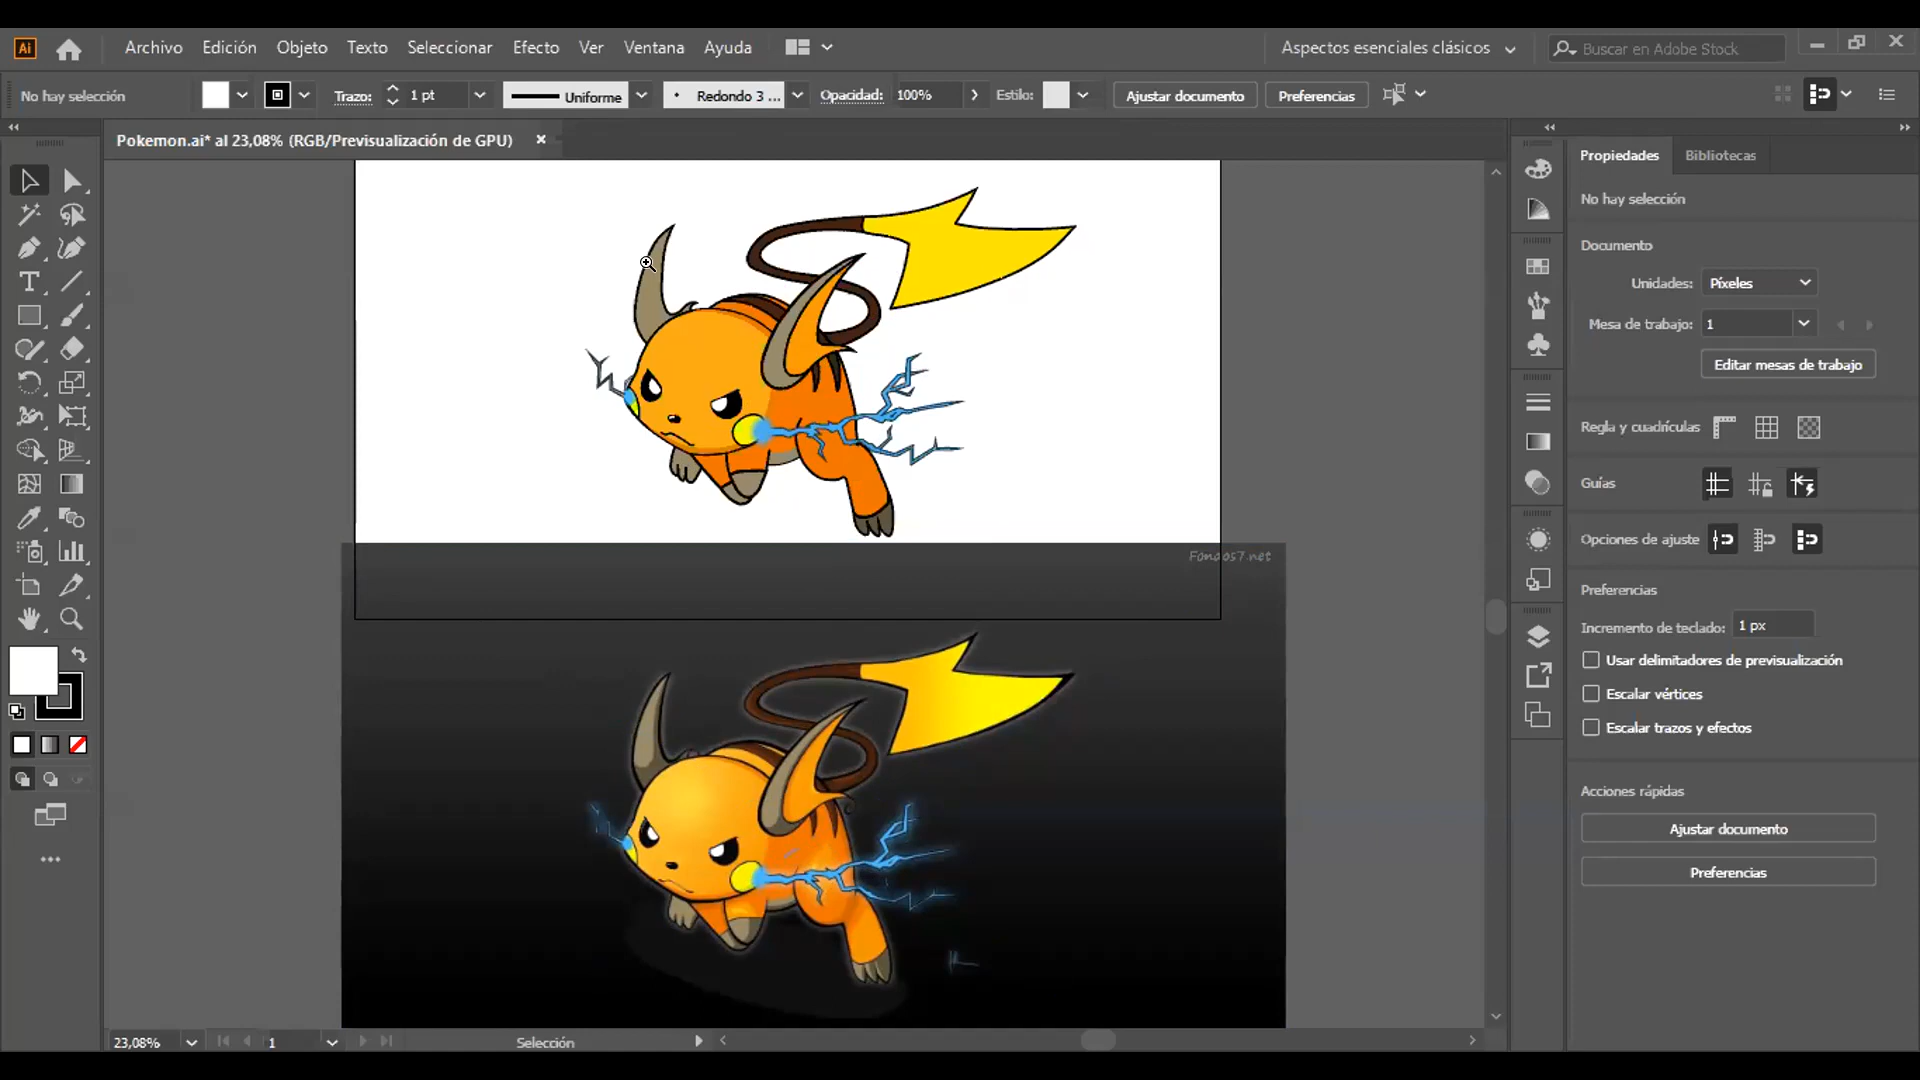 Ai Archivo Edición Objeto Texto Seleccionar Efecto Ver Ventana Ayuda Aspectos esenciales clásicos Buscar en Adobe Stock
No hay selección Trazo: 1 pt Uniforme Redondo 3 ... Opacidad: 100% Estilo: Ajustar documento Preferencias
Pokemon.ai* al 23,08% (RGB/Previsualización de GPU)
Propiedades Bibliotecas
No hay selección
Documento
Unidades: Píxeles
Mesa de trabajo: 1
Editar mesas de trabajo
Regla y cuadrículas
Guías
Opciones de ajuste
Fondos7.net
Preferencias
Incremento de teclado: 1 px
Usar delimitadores de previsualización
Escalar vértices
Escalar trazos y efectos
Acciones rápidas
Ajustar documento
Preferencias
23,08% 1 Selección